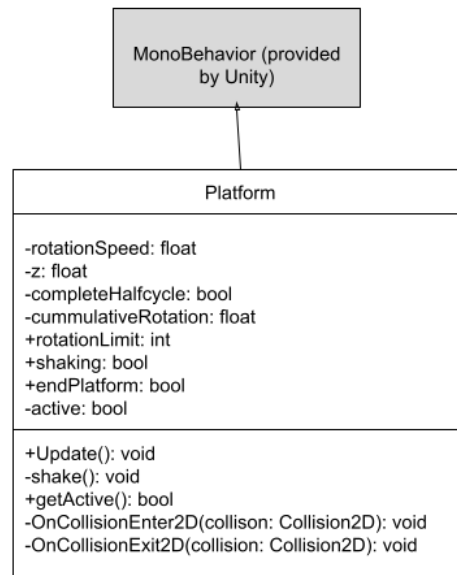 MonoBehavior (provided
by Unity)
Platform
-rotationSpeed: float
-z: float
-completeHalfcycle: bool
-cummulativeRotation: float
+rotationLimit: int
+shaking: bool
+endPlatform: bool
-active: bool
+Update(): void
-shake(): void
+getActive(): bool
-OnCollisionEnter2D(collison: Collision2D): void
-OnCollisionExit2D(collision: Collision2D): void